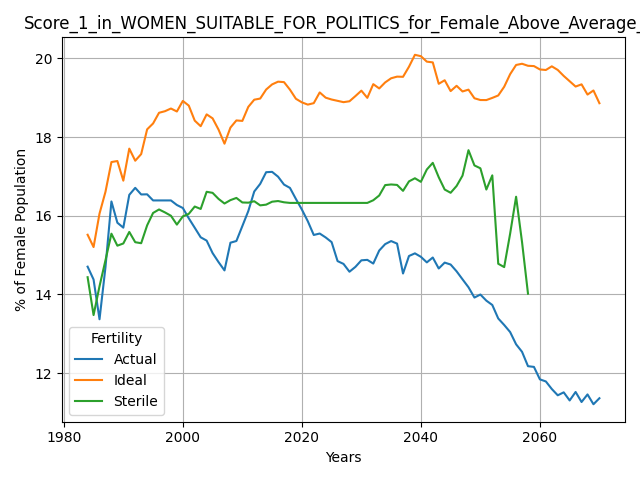 Score_1_in_WOMEN_SUITABLE_FOR_POLITICS_for_Female_Above_Average_
% of Female Population
20
18
16
14
12
Fertility
Actual
Ideal
Sterile
1980
2000
2020
2040
2060
Years